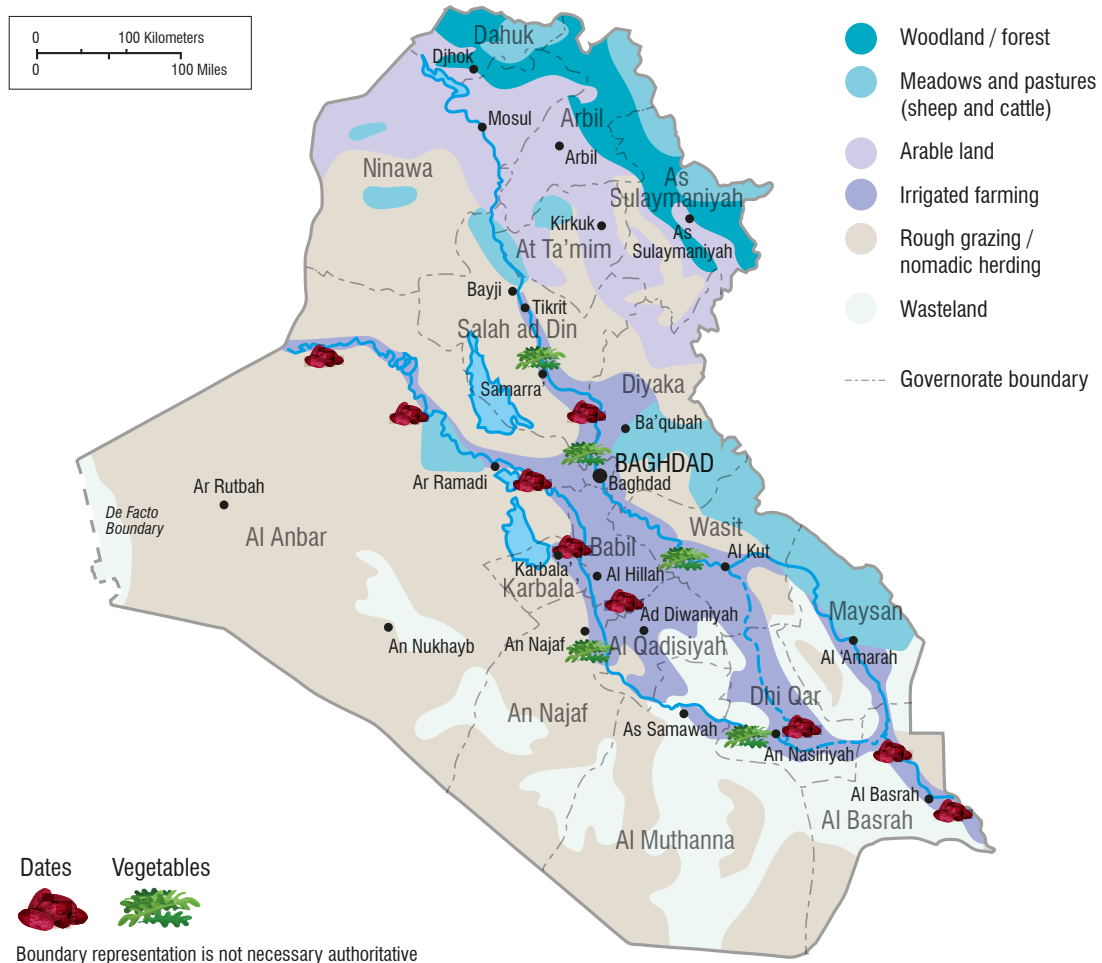 0 100 Kilometers
0 100 Miles
Woodland / forest
Meadows and pastures
(sheep and cattle)
Arable land
Irrigated farming
Rough grazing /
nomadic herding
Wasteland
Governorate boundary
Dahuk
Djhok
Mosul
Arbil
Arbil
Ninawa
As
Sulaymaniyah
Kirkuk
As
Sulaymaniyah
At Ta’mim
Bayji
Tikrit
Salah ad Din
Samarra’
Diyaka
Ba’qubah
BAGHDAD
Baghdad
Ar Ramadi
Ar Rutbah
De Facto
Boundary
Al Anbar
Wasit
Al Kut
Babil
Karbala’
Karbala’
Al Hillah
Ad Diwaniyah
Maysan
An Nukhayb
An Najaf
Al Qadisiyah
Al ‘Amarah
Dhi Qar
An Najaf
As Samawah
An Nasiriyah
Al Basrah
Al Basrah
Al Muthanna
Dates
Vegetables
Boundary representation is not necessary authoritative